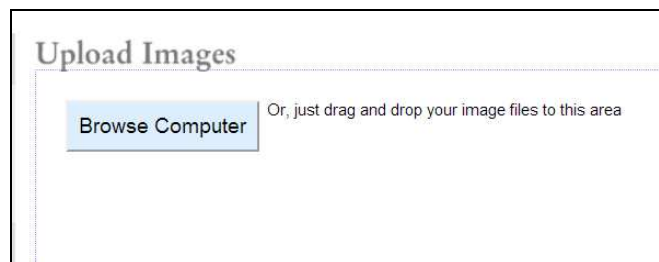 Upload Images
Browse Computer
Or, just drag and drop your image files to this area